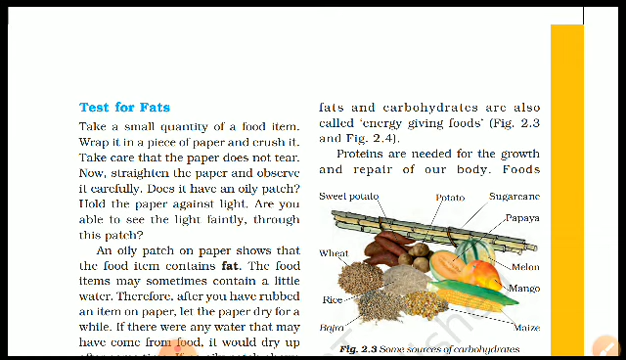 Test for Fats
Take a small quantity of a food item.
Wrap it in a piece of paper and crush it.
Take care that the paper does not tear.
Now, straighten the paper and observe
it carefully. Does it have an oily patch?
Hold the paper against light. Are you
able to see the light faintly, through
this patch?
An oily patch on paper shows that
the food item contains fat. The food
items may sometimes contain a little
water. Therefore, after you have rubbed
an item on paper, let the paper dry for a
while. If there were any water that may
have come from food, it would dry up
fats and carbohydrates are also
called ‘energy giving foods’ (Fig. 2.3
and Fig. 2.4).
Proteins are needed for the growth
and repair of our body. Foods
Sweet potato
Potato
Sugarcane
Papaya
Wheat
Melon
Mango
Rice
Bajra
Maize
Fig. 2.3 Some sources of carbohydrates